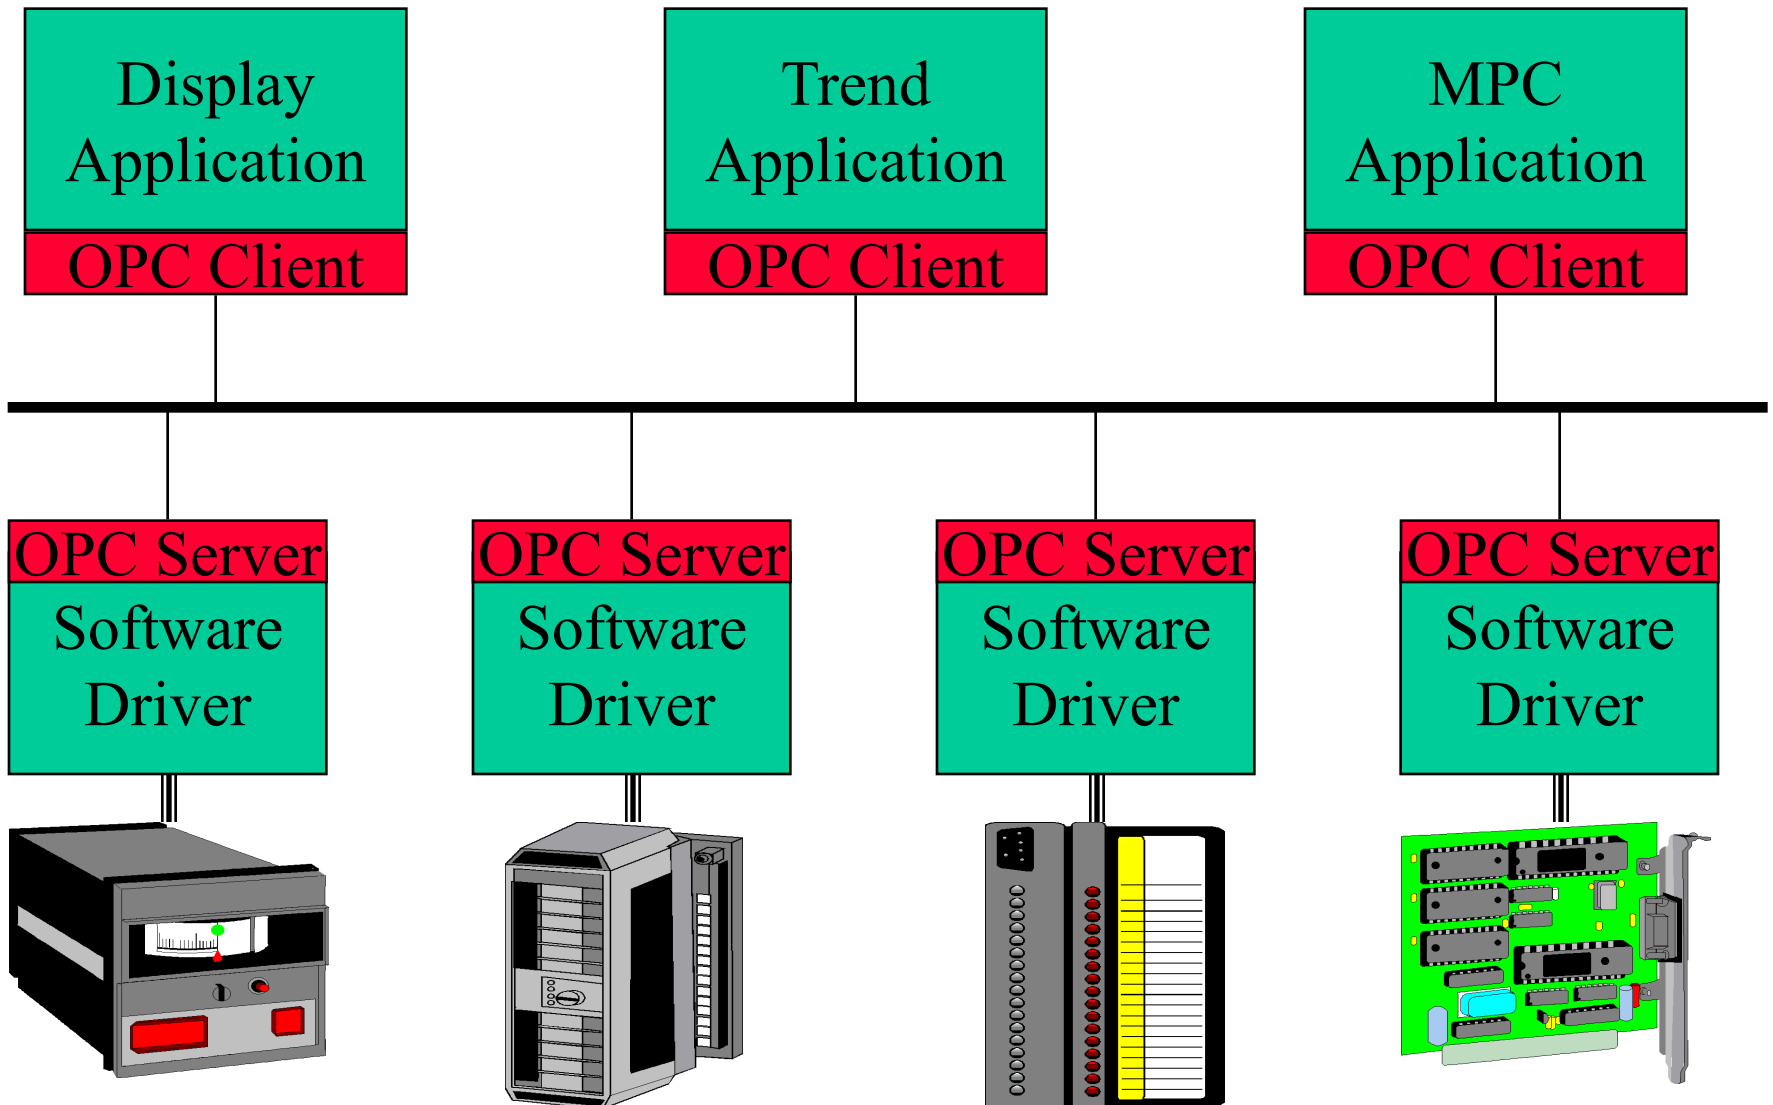 Display
Application
OPC Client
Trend
Application
OPC Client
MPC
Application
OPC Client
OPC Server
Software
Driver
OPC Server
Software
Driver
OPC Server
Software
Driver
OPC Server
Software
Driver